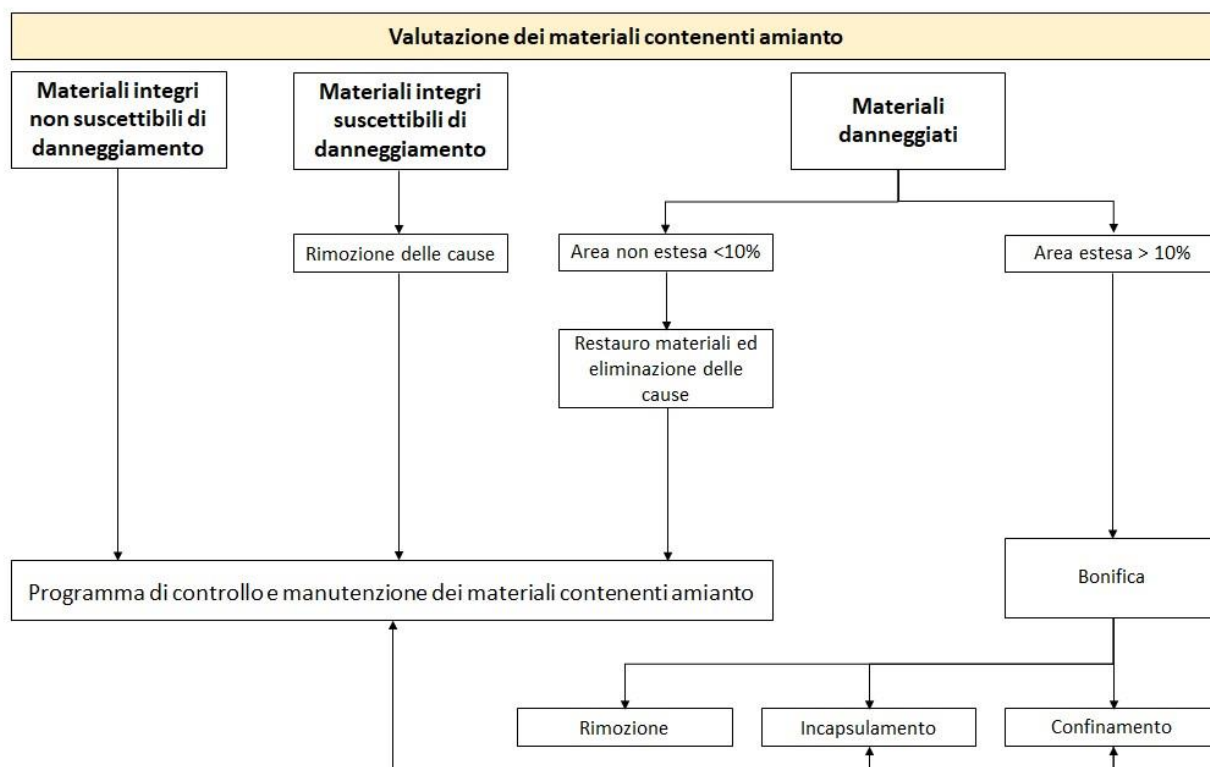 Valutazione dei materiali contenenti amianto
Materiali integri
non suscettibili di
danneggiamento
Materiali integri
suscettibili di
danneggiamento
Materiali
danneggiati
Rimozione delle cause
Area non estesa <10%
Area estesa > 10%
Restauro materiali ed
eliminazione delle
cause
Programma di controllo e manutenzione dei materiali contenenti amianto
Bonifica
Rimozione
Incapsulamento
Confinamento